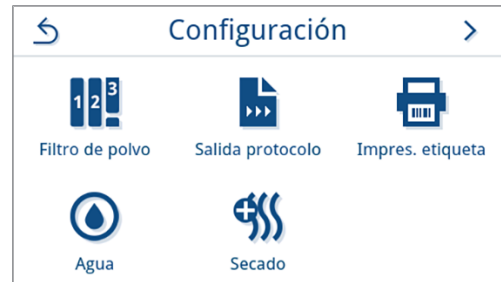 Configuración
1 2 3
Filtro de polvo
Salida protocolo
Impres. etiqueta
Agua
Secado